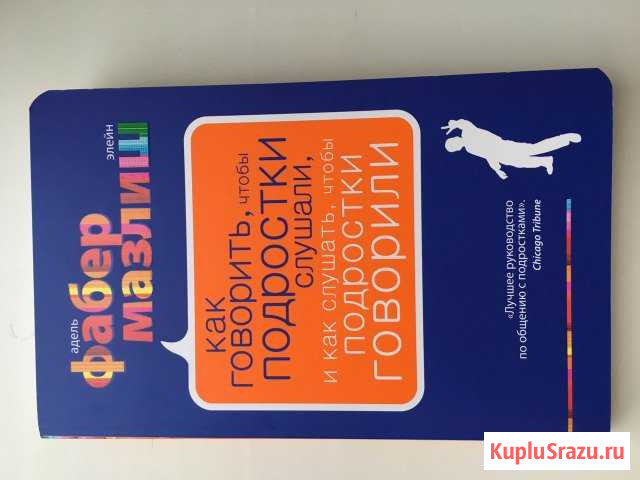 адель
фабер
мазлиш
элейн
как
говорить, чтобы
подростки
слушали,
и как слушать, чтобы
подростки
говорили
«Лучшее руководство
по общению с подростками».
Chicago Tribune
KupluSrazu.ru